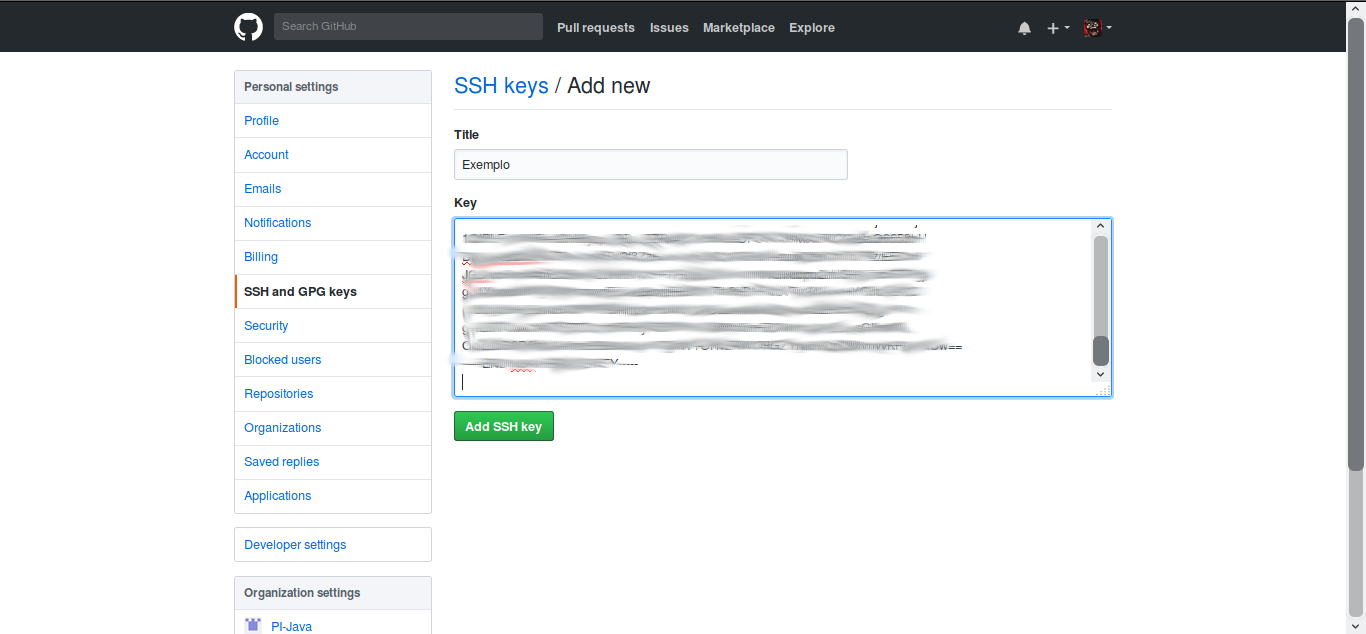 Search GitHub
Pull requests Issues Marketplace Explore
Personal settings
Profile
Account
Emails
Notifications
Billing
SSH and GPG keys
Security
Blocked users
Repositories
Organizations
Saved replies
Applications
Developer settings
Organization settings
PI-Java
SSH keys / Add new
Title
Exemplo
Key
Add SSH key